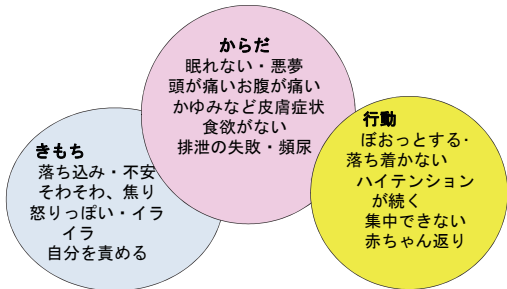 からだ
眠れない・悪夢
頭が痛いお腹が痛い
かゆみなど皮膚症状
食欲がない
排泄の失敗・頻尿
きもち
落ち込み・不安
そわそわ、焦り
怒りっぽい・イラ
イラ
自分を責める
行動
ぼおっとする・
落ち着かない
ハイテンション
が続く
集中できない
赤ちゃん返り